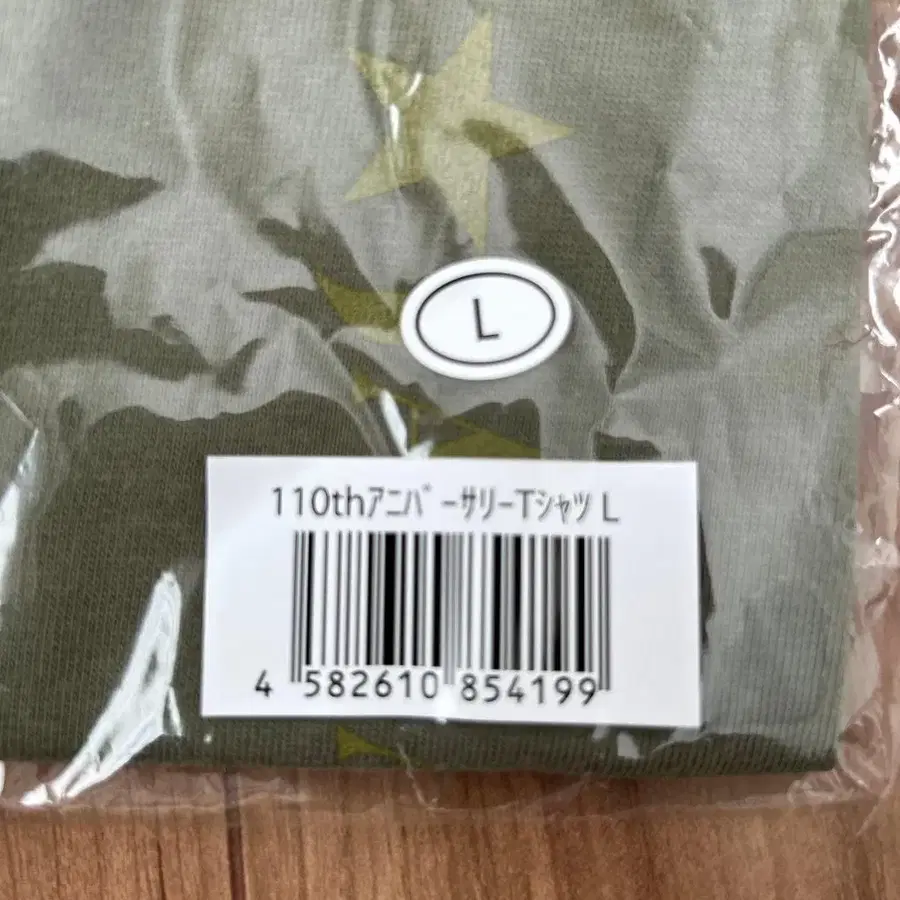 L
110thｱﾆﾊﾞｰｻﾘｰTｼｬﾂ L
4 582610 854199